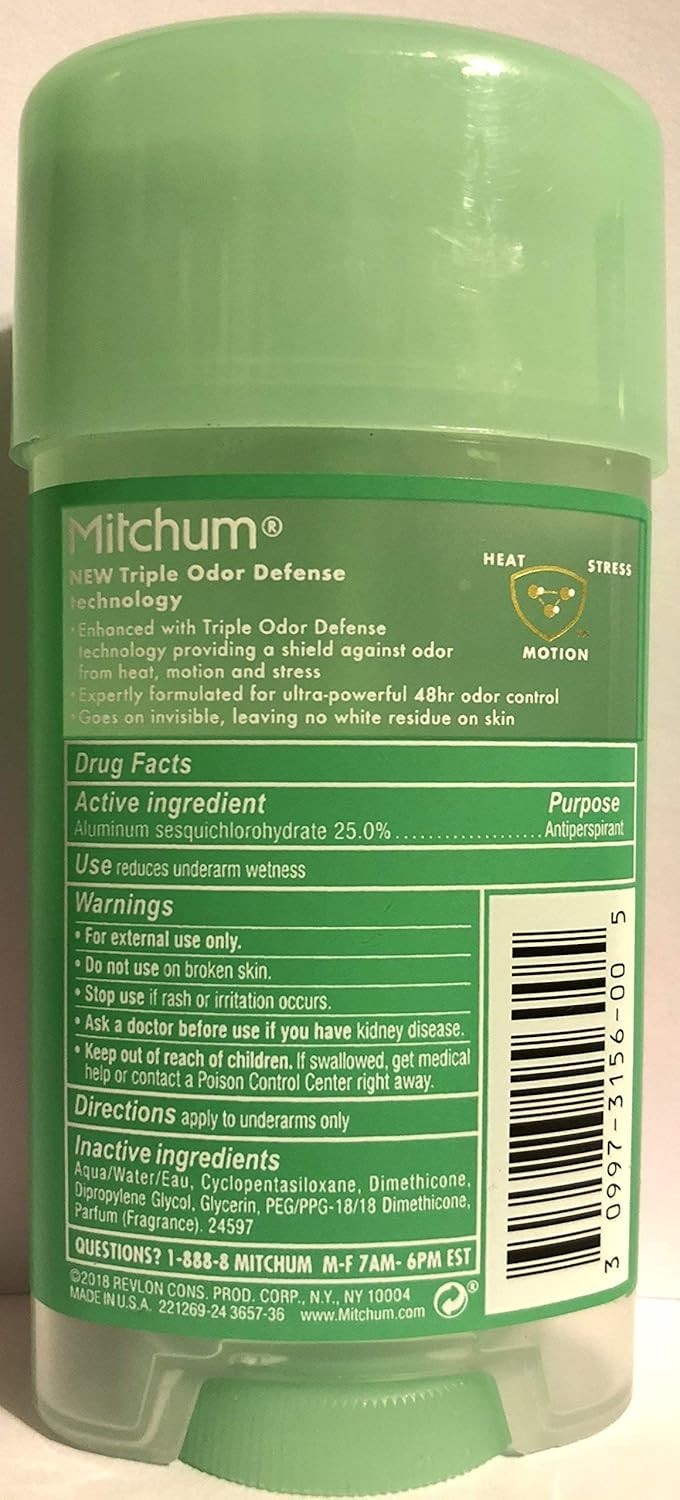 Mitchum®
NEW Triple Odor Defense
technology
• Enhanced with Triple Odor Defense
technology providing a shield against odor
from heat, motion and stress
• Expertly formulated for ultra-powerful 48hr odor control
• Goes on invisible, leaving no white residue on skin
HEAT
STRESS
MOTION
™
Drug Facts
Active ingredient Purpose
Aluminum sesquichlorohydrate 25.0%....................Antiperspirant
Use reduces underarm wetness
Warnings
• For external use only.
• Do not use on broken skin.
• Stop use if rash or irritation occurs.
• Ask a doctor before use if you have kidney disease.
• Keep out of reach of children. If swallowed, get medical
help or contact a Poison Control Center right away.
Directions apply to underarms only
Inactive ingredients
Aqua/Water/Eau, Cyclopentasiloxane, Dimethicone,
Dipropylene Glycol, Glycerin, PEG/PPG-18/18 Dimethicone,
Parfum (Fragrance). 24597
QUESTIONS? 1-888-8 MITCHUM M-F 7AM- 6PM EST
©2018 REVLON CONS. PROD. CORP., N.Y., NY 10004
MADE IN U.S.A. 221269-24 3657-36 www.Mitchum.com
®
3 0997-3156-00 5